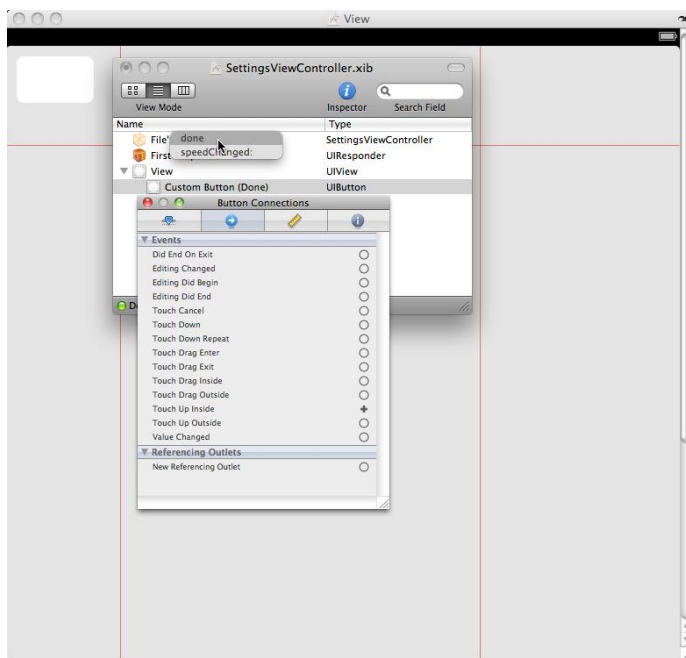 View
SettingsViewController.xib
View Mode
Inspector
Search Field
Name
Type
File'
done
SettingsViewController
First
speedChanged:
UIResponder
View
UIView
Custom Button (Done)
UIButton
Button Connections
Events
Did End On Exit
Editing Changed
Editing Did Begin
Editing Did End
Touch Cancel
Touch Down
Touch Down Repeat
Touch Drag Enter
Touch Drag Exit
Touch Drag Inside
Touch Drag Outside
Touch Up Inside
Touch Up Outside
Value Changed
Referencing Outlets
New Referencing Outlet